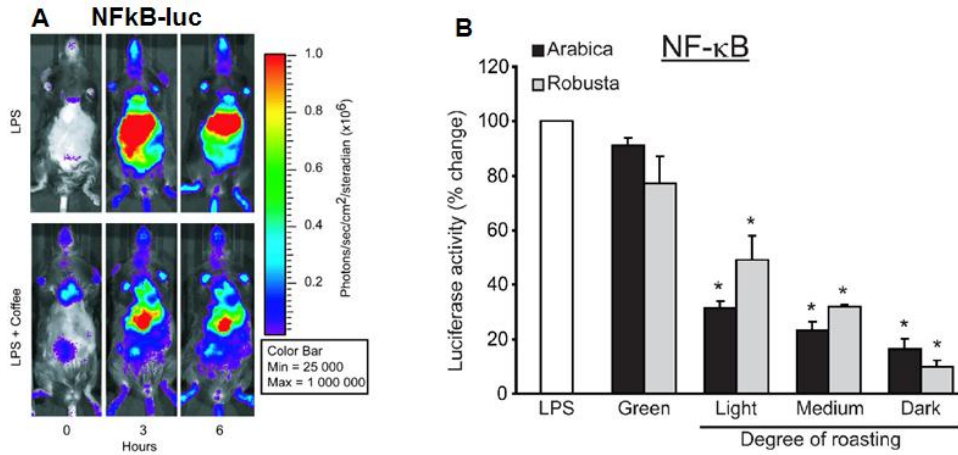 A
NFkB-luc
LPS
LPS + Coffee
0
3
6
Hours
1.0
0.8
0.6
0.4
0.2
Photons/sec/cm²/steradian (x10⁶)
Color Bar
Min = 25 000
Max = 1 000 000
B
NF-κB
Arabica
Robusta
Luciferase activity (% change)
120
100
80
60
40
20
0
*
*
*
*
*
*
LPS
Green
Light
Medium
Dark
Degree of roasting